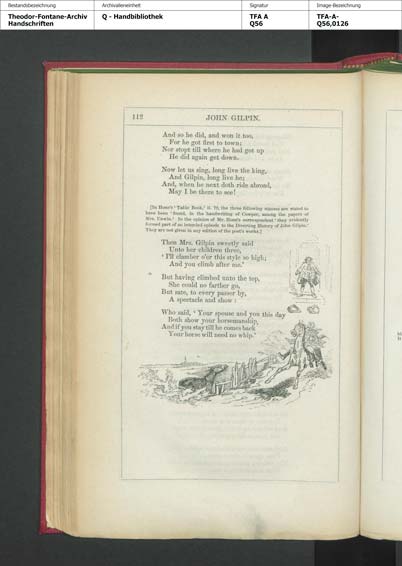 Bestandsbezeichnung
Theodor-Fontane-Archiv
Handschriften
Archivalieneinheit
Q - Handbibliothek
Signatur
TFA A
Q56
Image-Bezeichnung
TFA-A-
Q56,0126
112 JOHN GILPIN.
And so he did, and won it too,
For he got first to town;
Nor stopt till where he had got up
He did again get down.
Now let us sing, long live the king,
And Gilpin, long live he;
And, when he next doth ride abroad,
May I be there to see!
[In Hone's 'Table Book,' ii. 79, the three following stanzas are stated to
have been 'found, in the handwriting of Cowper, among the papers of
Mrs. Unwin.' In the opinion of Mr. Hone's correspondent 'they evidently
formed part of an intended episode to the Diverting History of John Gilpin.'
They are not given in any edition of the poet's works.]
Then Mrs. Gilpin sweetly said
Unto her children three,
'I'll clamber o'er this style so high;
And you climb after me.'
But having climbed unto the top,
She could no farther go,
But sate, to every passer by,
A spectacle and show:
Who said, 'Your spouse and you this day
Both show your horsemanship,
And if you stay till he comes back
Your horse will need no whip.'